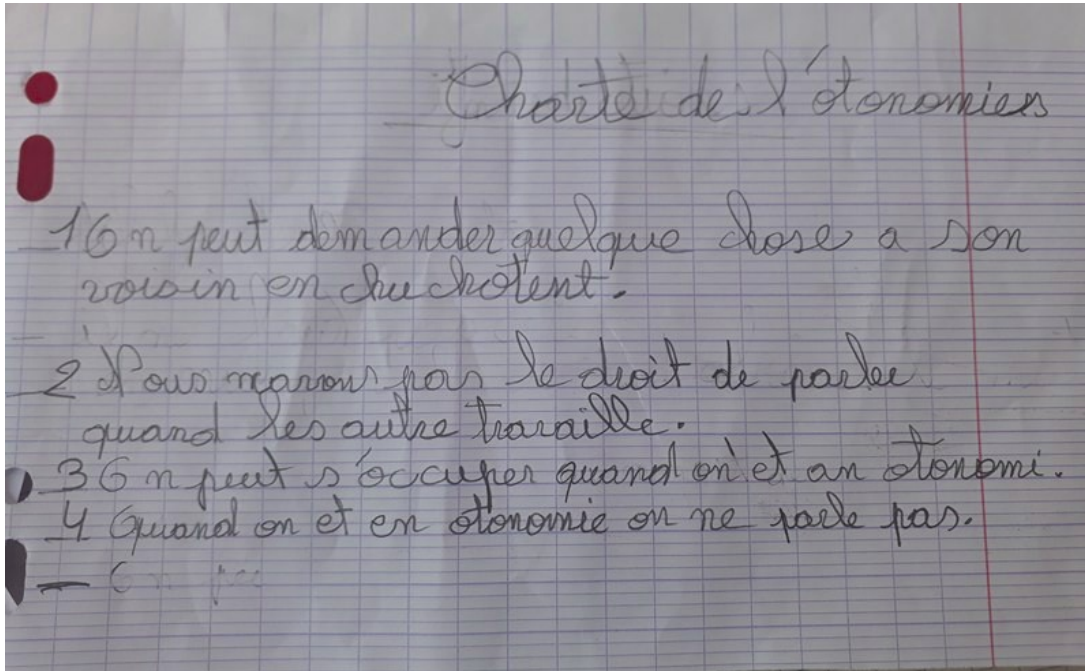 Charte de l'otonomies
1 On peut demander quelque chose a son
voisin en chuchotent.
2 Nous navons pas le droit de parler
quand les autre travaille.
3 On peut s'occuper quand on et an otonomi.
4 Quand on et en otonomie on ne parle pas.